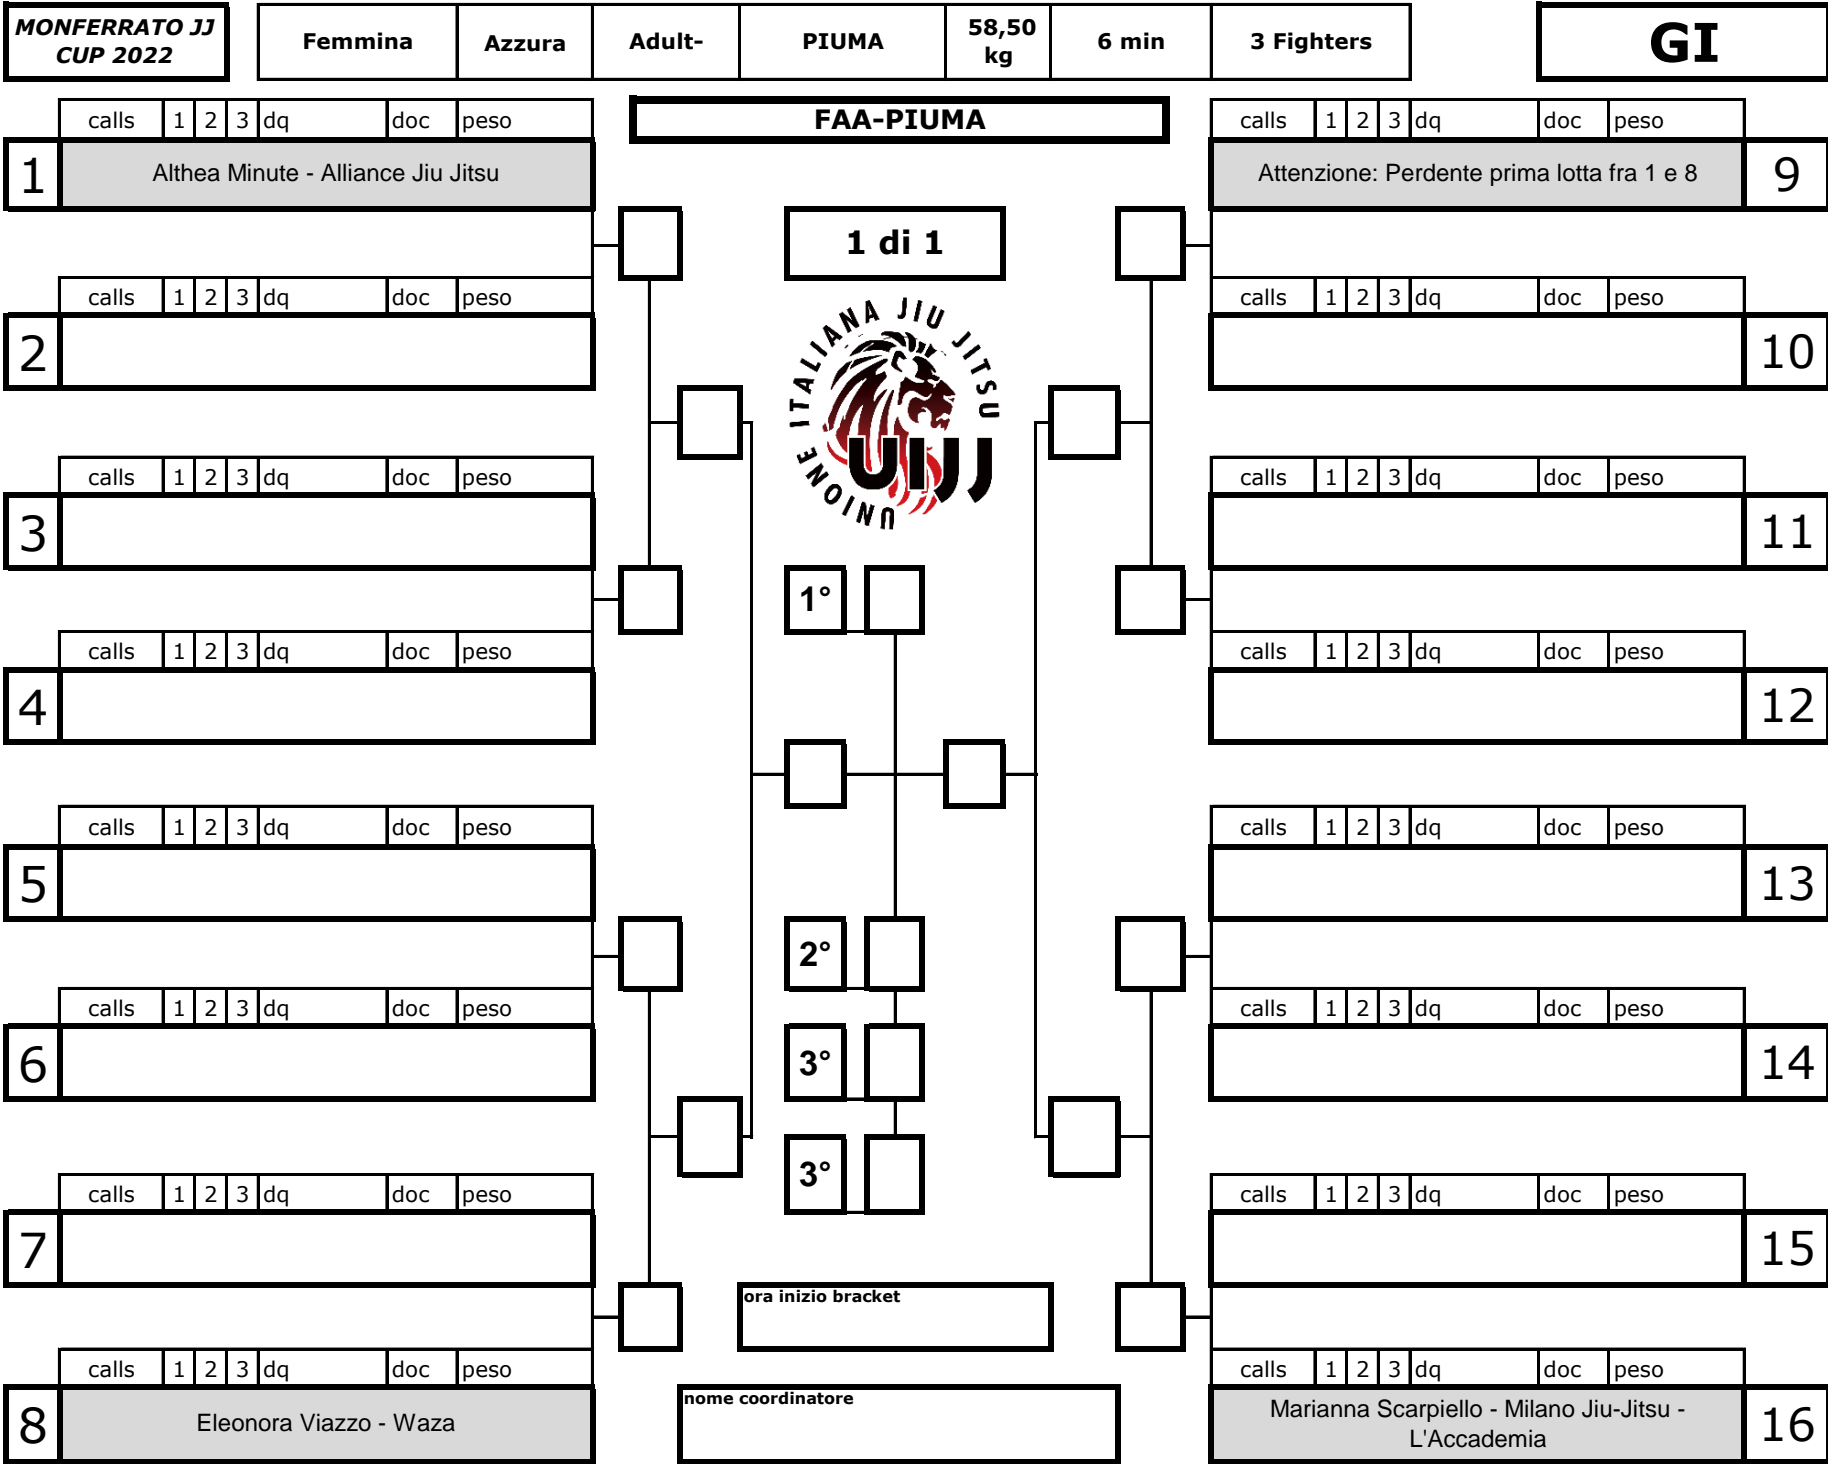 MONFERRATO JJ
CUP 2022
Femmina
Azzura
Adult-
PIUMA
58,50
kg
6 min
3 Fighters
GI
FAA-PIUMA
calls 1 2 3 dq doc peso
1 Althea Minute - Alliance Jiu Jitsu
calls 1 2 3 dq doc peso
2
calls 1 2 3 dq doc peso
3
calls 1 2 3 dq doc peso
4
calls 1 2 3 dq doc peso
5
calls 1 2 3 dq doc peso
6
calls 1 2 3 dq doc peso
7
calls 1 2 3 dq doc peso
8 Eleonora Viazzo - Waza
1 di 1
UNIONE ITALIANA JIU JITSU
UIJJ
1°
2°
3°
3°
ora inizio bracket
nome coordinatore
calls 1 2 3 dq doc peso
Attenzione: Perdente prima lotta fra 1 e 8 9
calls 1 2 3 dq doc peso
10
calls 1 2 3 dq doc peso
11
calls 1 2 3 dq doc peso
12
calls 1 2 3 dq doc peso
13
calls 1 2 3 dq doc peso
14
calls 1 2 3 dq doc peso
15
calls 1 2 3 dq doc peso
Marianna Scarpiello - Milano Jiu-Jitsu -
L'Accademia
16